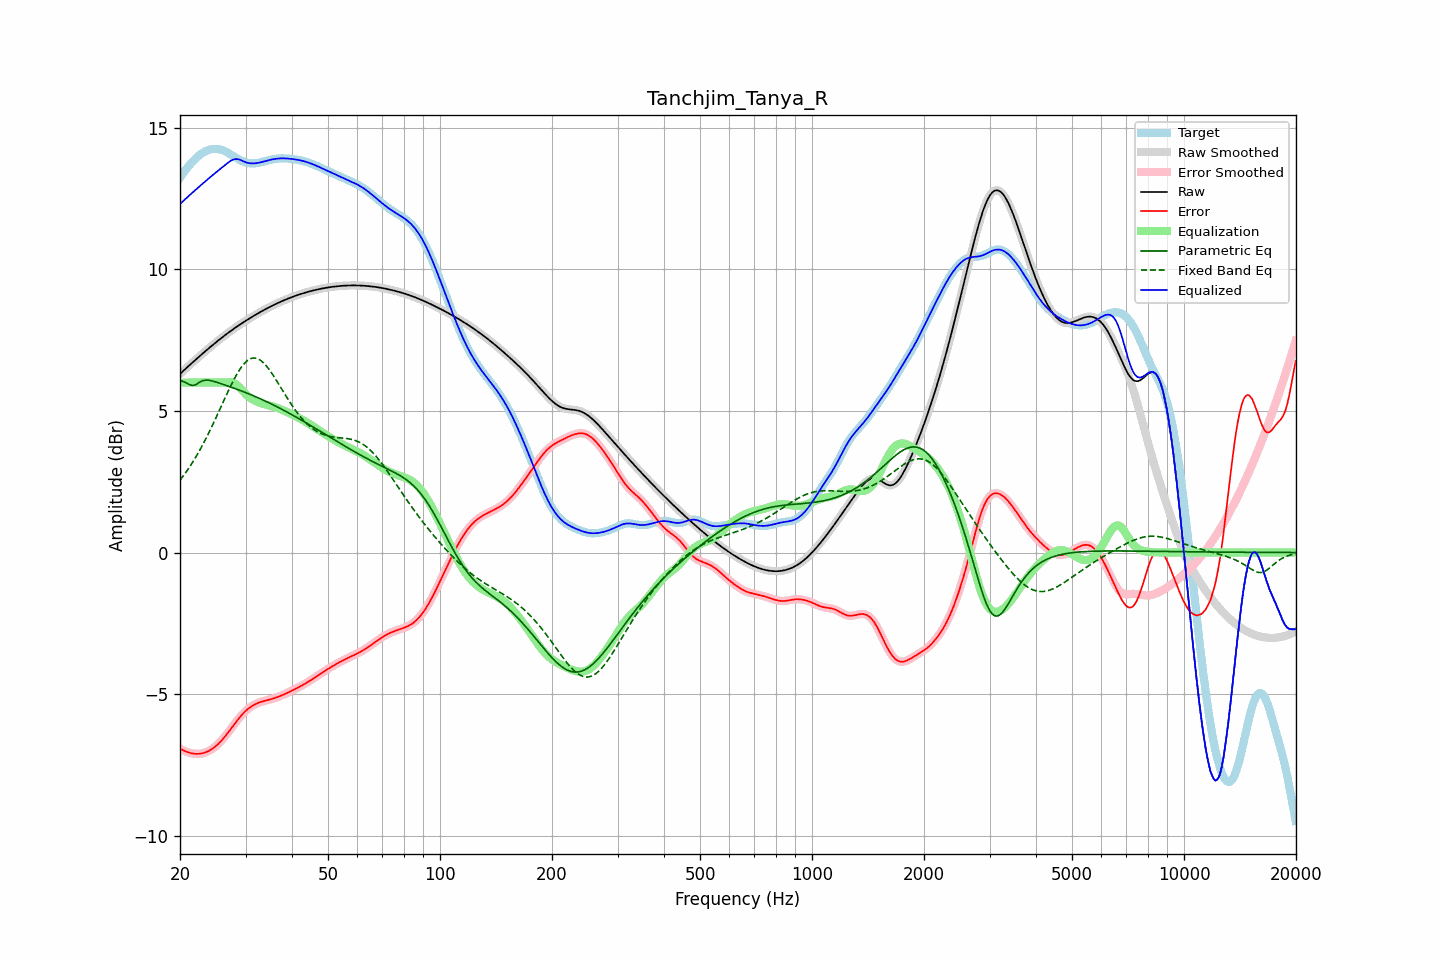 Tanchjim_Tanya_R
Amplitude (dBr)
15
10
5
0
−5
−10
20
50
100
200
500
1000
2000
5000
10000
20000
Frequency (Hz)
Target
Raw Smoothed
Error Smoothed
Raw
Error
Equalization
Parametric Eq
Fixed Band Eq
Equalized